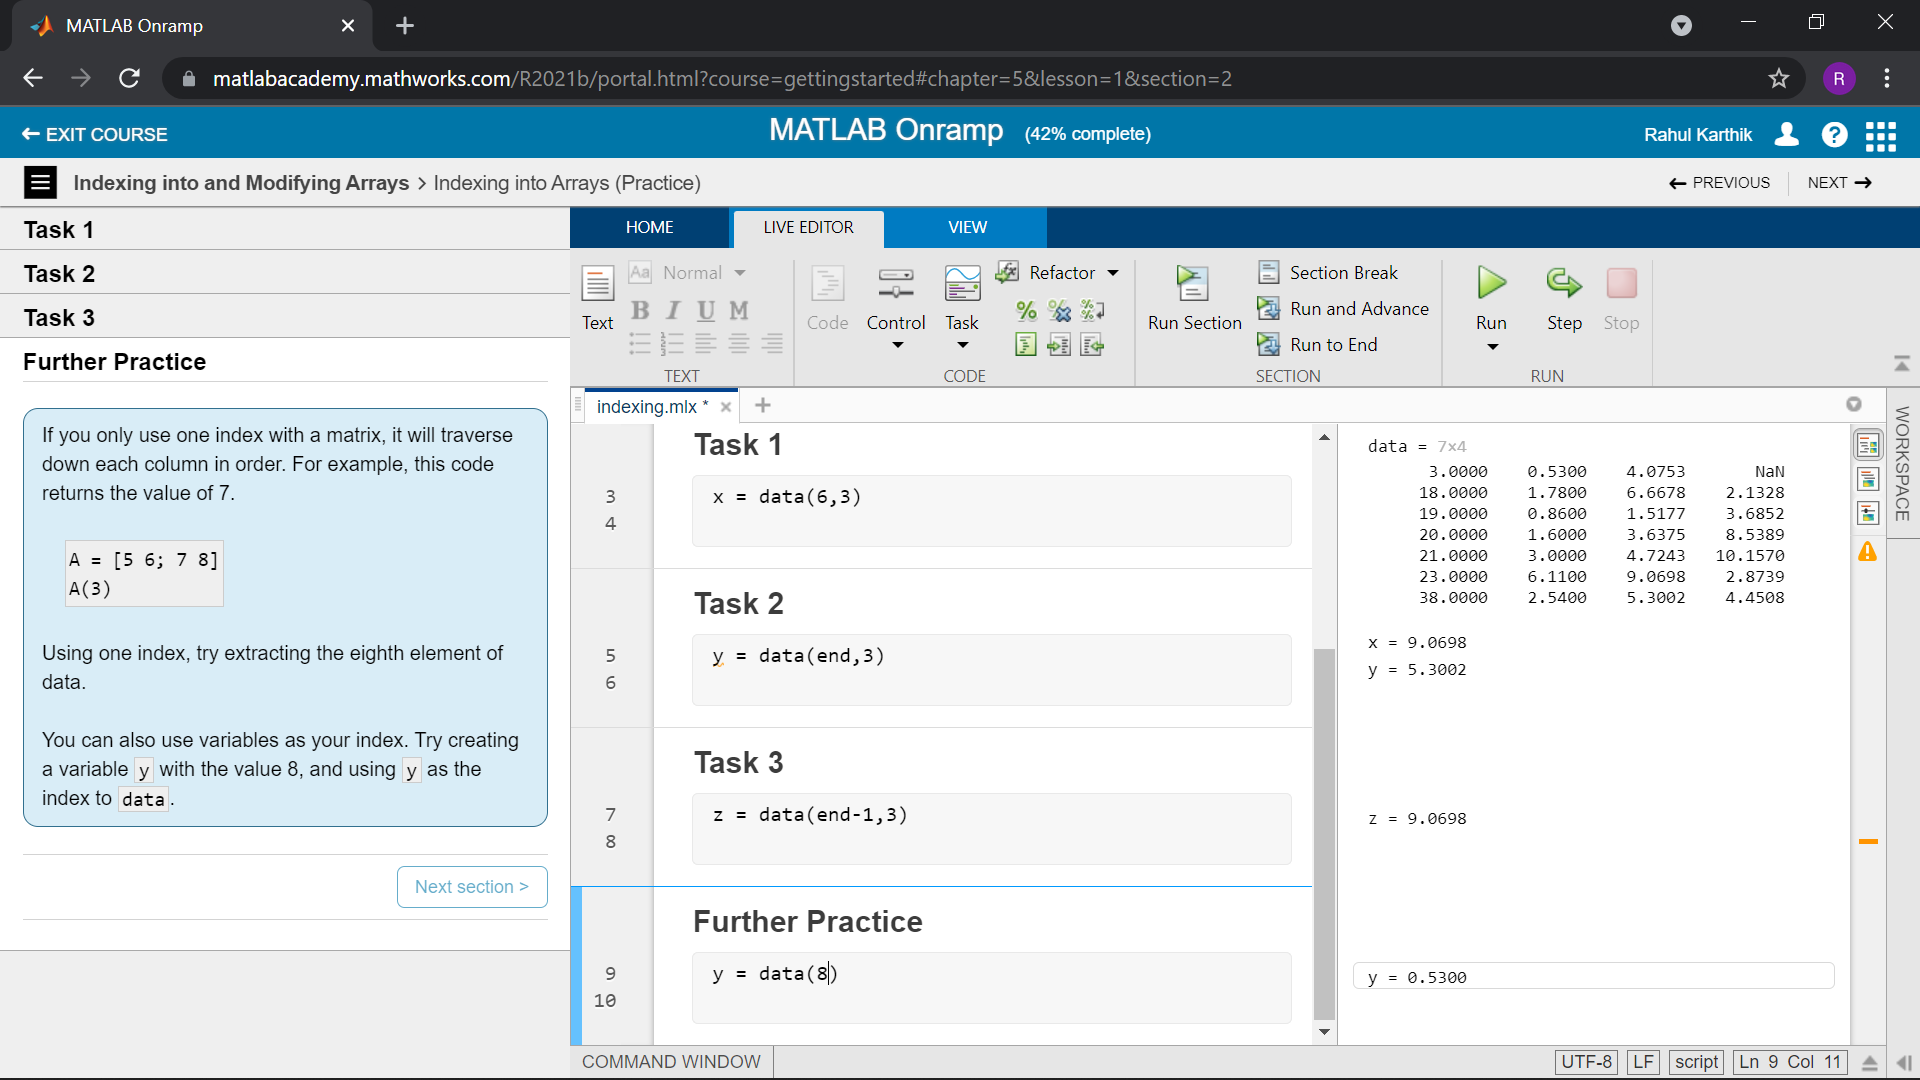 MATLAB Onramp
matlabacademy.mathworks.com/R2021b/portal.html?course=gettingstarted#chapter=5&lesson=1&section=2
R
EXIT COURSE
MATLAB Onramp (42% complete)
Rahul Karthik
?
Indexing into and Modifying Arrays > Indexing into Arrays (Practice)
PREVIOUS
NEXT
Task 1
Task 2
Task 3
Further Practice
If you only use one index with a matrix, it will traverse
down each column in order. For example, this code
returns the value of 7.
A = [5 6; 7 8]
A(3)
Using one index, try extracting the eighth element of
data.
You can also use variables as your index. Try creating
a variable y with the value 8, and using y as the
index to data.
Next section >
HOME
LIVE EDITOR
VIEW
Text
Aa Normal
B I U M
TEXT
Code
Control
Task
Refactor
CODE
Run Section
Section Break
Run and Advance
Run to End
SECTION
Run
Step
Stop
RUN
indexing.mlx *
Task 1
3 x = data(6,3)
4
Task 2
5 y = data(end,3)
6
Task 3
7 z = data(end-1,3)
8
Further Practice
9 y = data(8)
10
data = 7×4
3.0000 0.5300 4.0753 NaN
18.0000 1.7800 6.6678 2.1328
19.0000 0.8600 1.5177 3.6852
20.0000 1.6000 3.6375 8.5389
21.0000 3.0000 4.7243 10.1570
23.0000 6.1100 9.0698 2.8739
38.0000 2.5400 5.3002 4.4508
x = 9.0698
y = 5.3002
z = 9.0698
y = 0.5300
WORKSPACE
COMMAND WINDOW
UTF-8
LF
script
Ln 9 Col 11